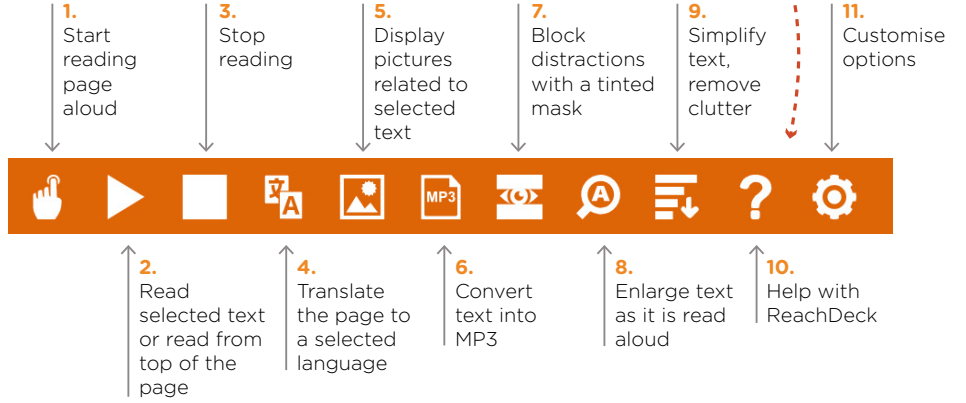 1.
Start
reading
page
aloud
3.
Stop
reading
5.
Display
pictures
related to
selected
text
7.
Block
distractions
with a tinted
mask
9.
Simplify
text,
remove
clutter
11.
Customise
options
文
A
MP3
A
?
2.
Read
selected text
or read from
top of the
page
4.
Translate
the page to
a selected
language
6.
Convert
text into
MP3
8.
Enlarge text
as it is read
aloud
10.
Help with
ReachDeck